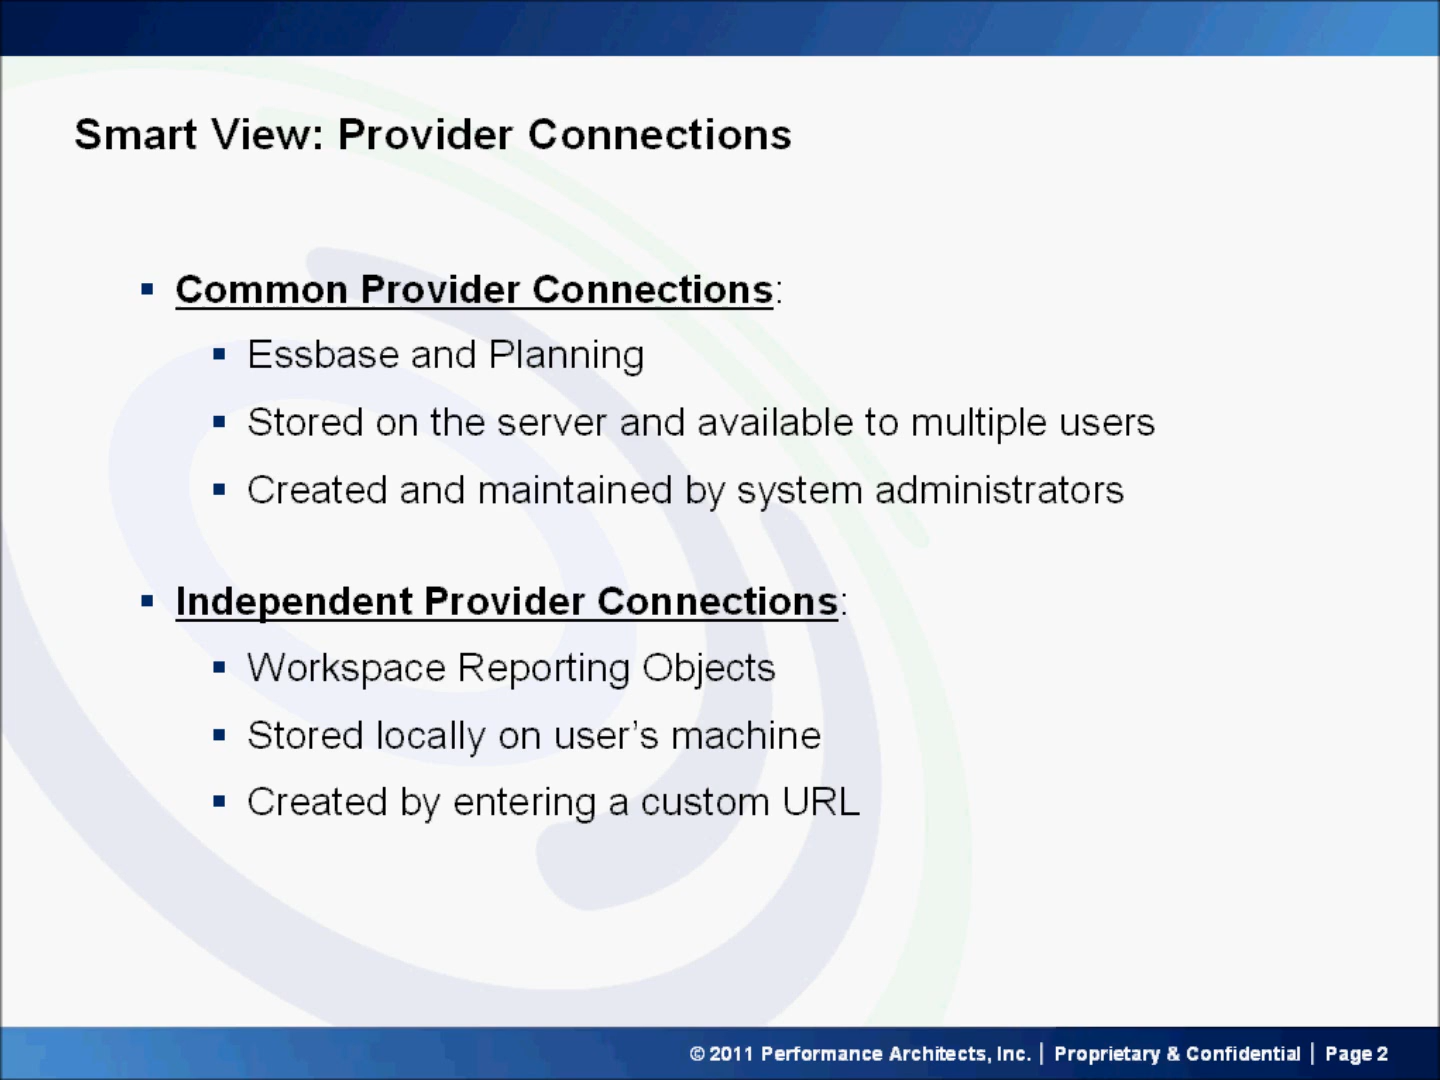 Smart View: Provider Connections
▪ Common Provider Connections:
▪ Essbase and Planning
▪ Stored on the server and available to multiple users
▪ Created and maintained by system administrators
▪ Independent Provider Connections:
▪ Workspace Reporting Objects
▪ Stored locally on user’s machine
▪ Created by entering a custom URL
© 2011 Performance Architects, Inc. | Proprietary & Confidential | Page 2